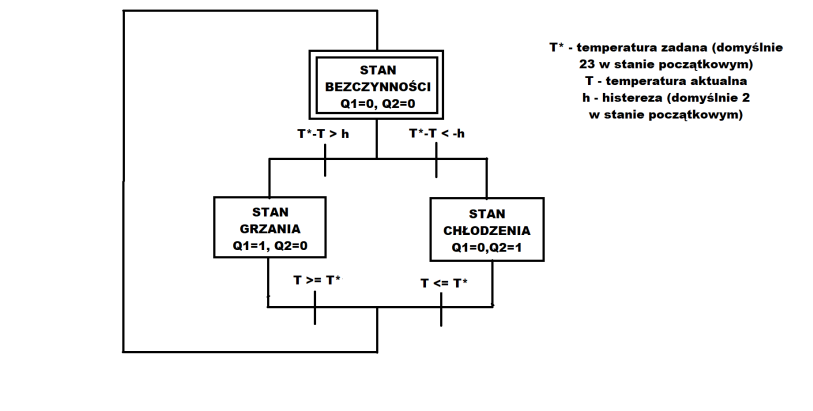 STAN
BEZCZYNNOŚCI
Q1=0, Q2=0
T* - temperatura zadana (domyślnie
23 w stanie początkowym)
T - temperatura aktualna
h - histereza (domyślnie 2
w stanie początkowym)
T*-T > h
T*-T < -h
STAN
GRZANIA
Q1=1, Q2=0
STAN
CHŁODZENIA
Q1=0,Q2=1
T >= T*
T <= T*